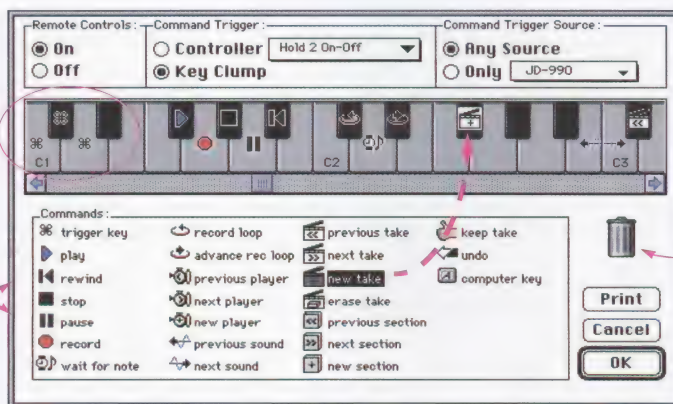 Remote Controls:
On
Off
Command Trigger:
Controller Hold 2 On-Off
Key Clump
Command Trigger Source:
Any Source
Only JD-990
C1
C2
C3
Commands:
trigger key
play
rewind
stop
pause
record
wait for note
record loop
advance rec loop
previous player
next player
new player
previous sound
next sound
previous take
next take
new take
erase take
previous section
next section
new section
keep take
undo
computer key
Print
Cancel
OK